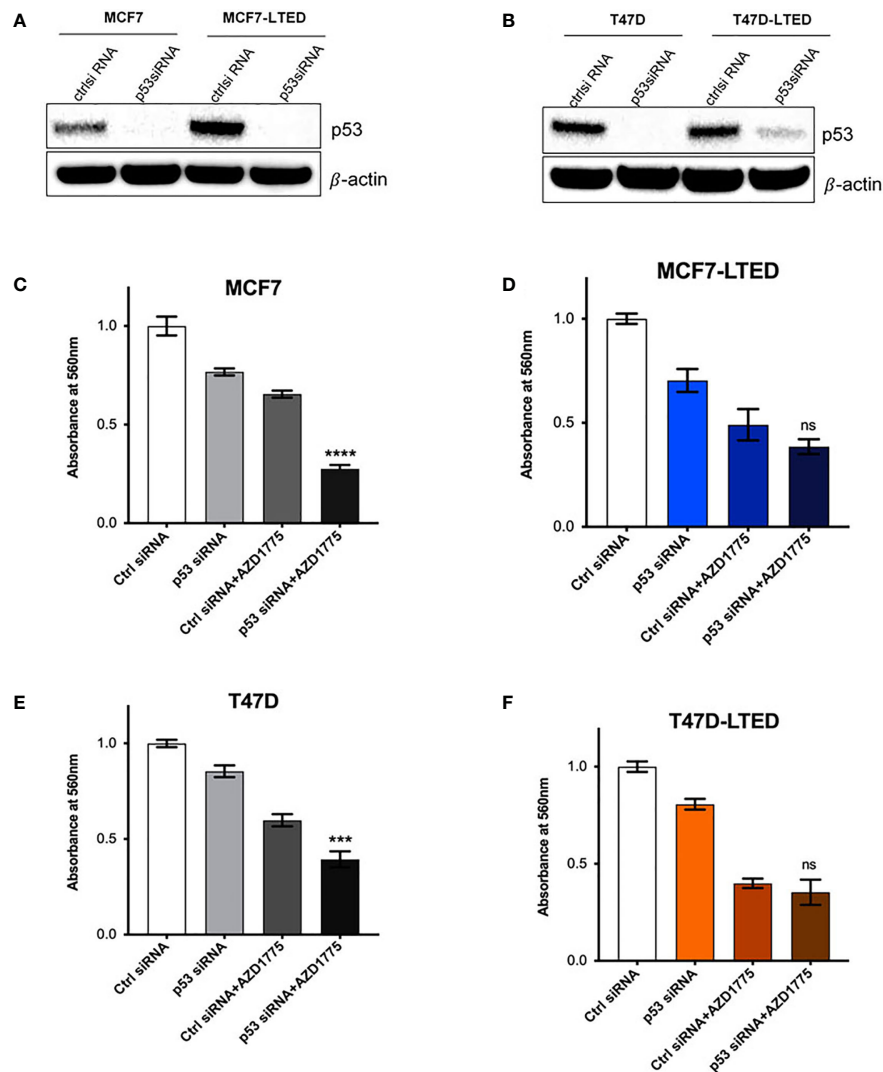 A
MCF7
MCF7-LTED
ctrlsi RNA
p53siRNA
ctrlsi RNA
p53siRNA
p53
β-actin
B
T47D
T47D-LTED
ctrlsi RNA
p53siRNA
ctrlsi RNA
p53siRNA
p53
β-actin
C
MCF7
Absorbance at 560nm
1.0
0.5
0.0
****
Ctrl siRNA
p53 siRNA
Ctrl siRNA+AZD1775
p53 siRNA+AZD1775
D
MCF7-LTED
Absorbance at 560nm
1.0
0.5
0.0
ns
Ctrl siRNA
p53 siRNA
Ctrl siRNA+AZD1775
p53 siRNA+AZD1775
E
T47D
Absorbance at 560nm
1.0
0.5
0.0
***
Ctrl siRNA
p53 siRNA
Ctrl siRNA+AZD1775
p53 siRNA+AZD1775
F
T47D-LTED
Absorbance at 560nm
1.0
0.5
0.0
ns
Ctrl siRNA
p53 siRNA
Ctrl siRNA+AZD1775
p53 siRNA+AZD1775